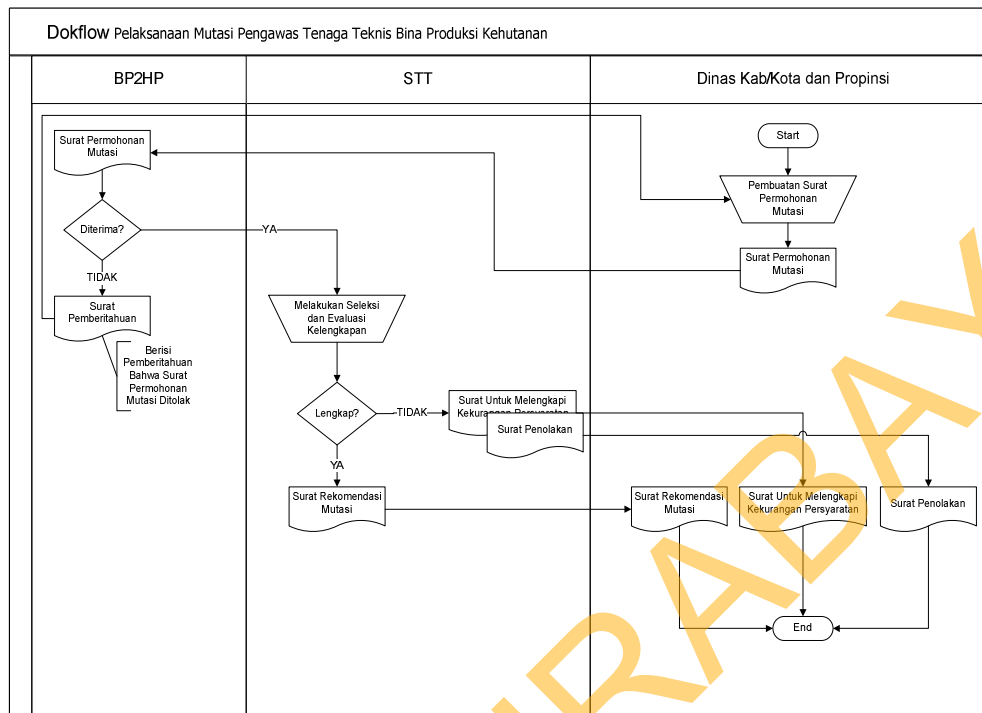 Dokflow Pelaksanaan Mutasi Pengawas Tenaga Teknis Bina Produksi Kehutanan
BP2HP
STT
Dinas Kab/Kota dan Propinsi
Start
Surat Permohonan
Mutasi
Pembuatan Surat
Permohonan
Mutasi
Diterima?
YA
Surat Permohonan
Mutasi
TIDAK
Surat
Pemberitahuan
Melakukan Seleksi
dan Evaluasi
Kelengkapan
Berisi
Pemberitahuan
Bahwa Surat
Permohonan
Mutasi Ditolak
Lengkap?
TIDAK
Surat Untuk Melengkapi
Kekurangan Persyaratan
Surat Penolakan
YA
Surat Rekomendasi
Mutasi
Surat Rekomendasi
Mutasi
Surat Untuk Melengkapi
Kekurangan Persyaratan
Surat Penolakan
End